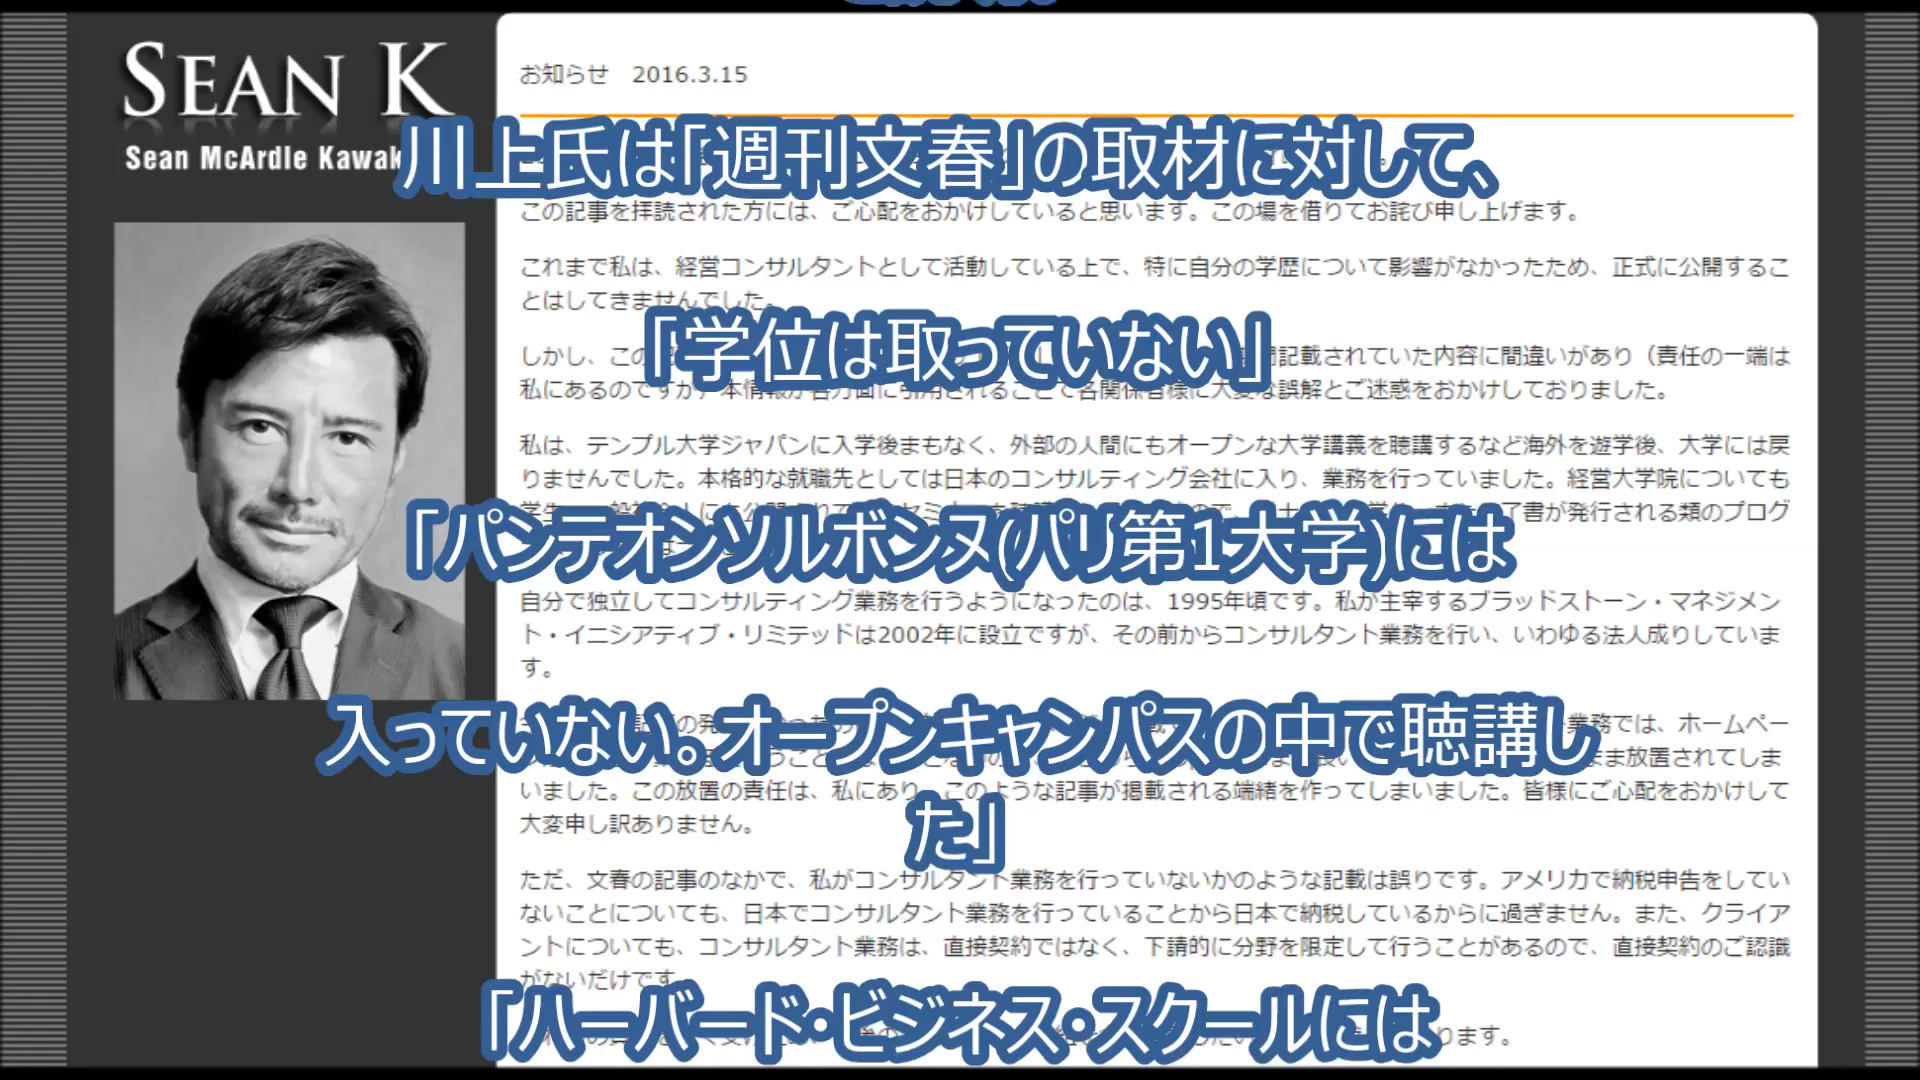 SEAN K
Sean McArdle Kawak
お知らせ 2016.3.15
川上氏は「週刊文春」の取材に対して、
この記事を拝読された方には、ご心配をおかけしていると思います。この場を借りてお詫び申し上げます。
これまで私は、経営コンサルタントとして活動している上で、特に自分の学歴について影響がなかったため、正式に公開するこ
とはしてきませんでした。
「学位は取っていない」
しかし、この
記載されていた内容に間違いがあり（責任の一端は
私にあるのですが）本情報が各方面に引用されることで各関係者様に大変な誤解とご迷惑をおかけしておりました。
私は、テンプル大学ジャパンに入学後まもなく、外部の人間にもオープンな大学講義を聴講するなど海外を遊学後、大学には戻
りませんでした。本格的な就職先としては日本のコンサルティング会社に入り、業務を行っていました。経営大学院についても
了書が発行される類のプログ
「パンテオンソルボンヌ(パリ第1大学)には
自分で独立してコンサルティング業務を行うようになったのは、1995年頃です。私が主宰するブラッドストーン・マネジメン
ト・イニシアティブ・リミテッドは2002年に設立ですが、その前からコンサルタント業務を行い、いわゆる法人成りしていま
す。
入っていない。オープンキャンパスの中で聴講し
業務では、ホームペー
まま放置されてしま
いました。この放置の責任は、私にあり、このような記事が掲載される端緒を作ってしまいました。皆様にご心配をおかけして
大変申し訳ありません。
た」
ただ、文春の記事のなかで、私がコンサルタント業務を行っていないかのような記載は誤りです。アメリカで納税申告をしてい
ないことについても、日本でコンサルタント業務を行っていることから日本で納税しているからに過ぎません。また、クライア
ントについても、コンサルタント業務は、直接契約ではなく、下請的に分野を限定して行うことがあるので、直接契約のご認識
がないだけです。
「ハーバード・ビジネス・スクールには
ります。